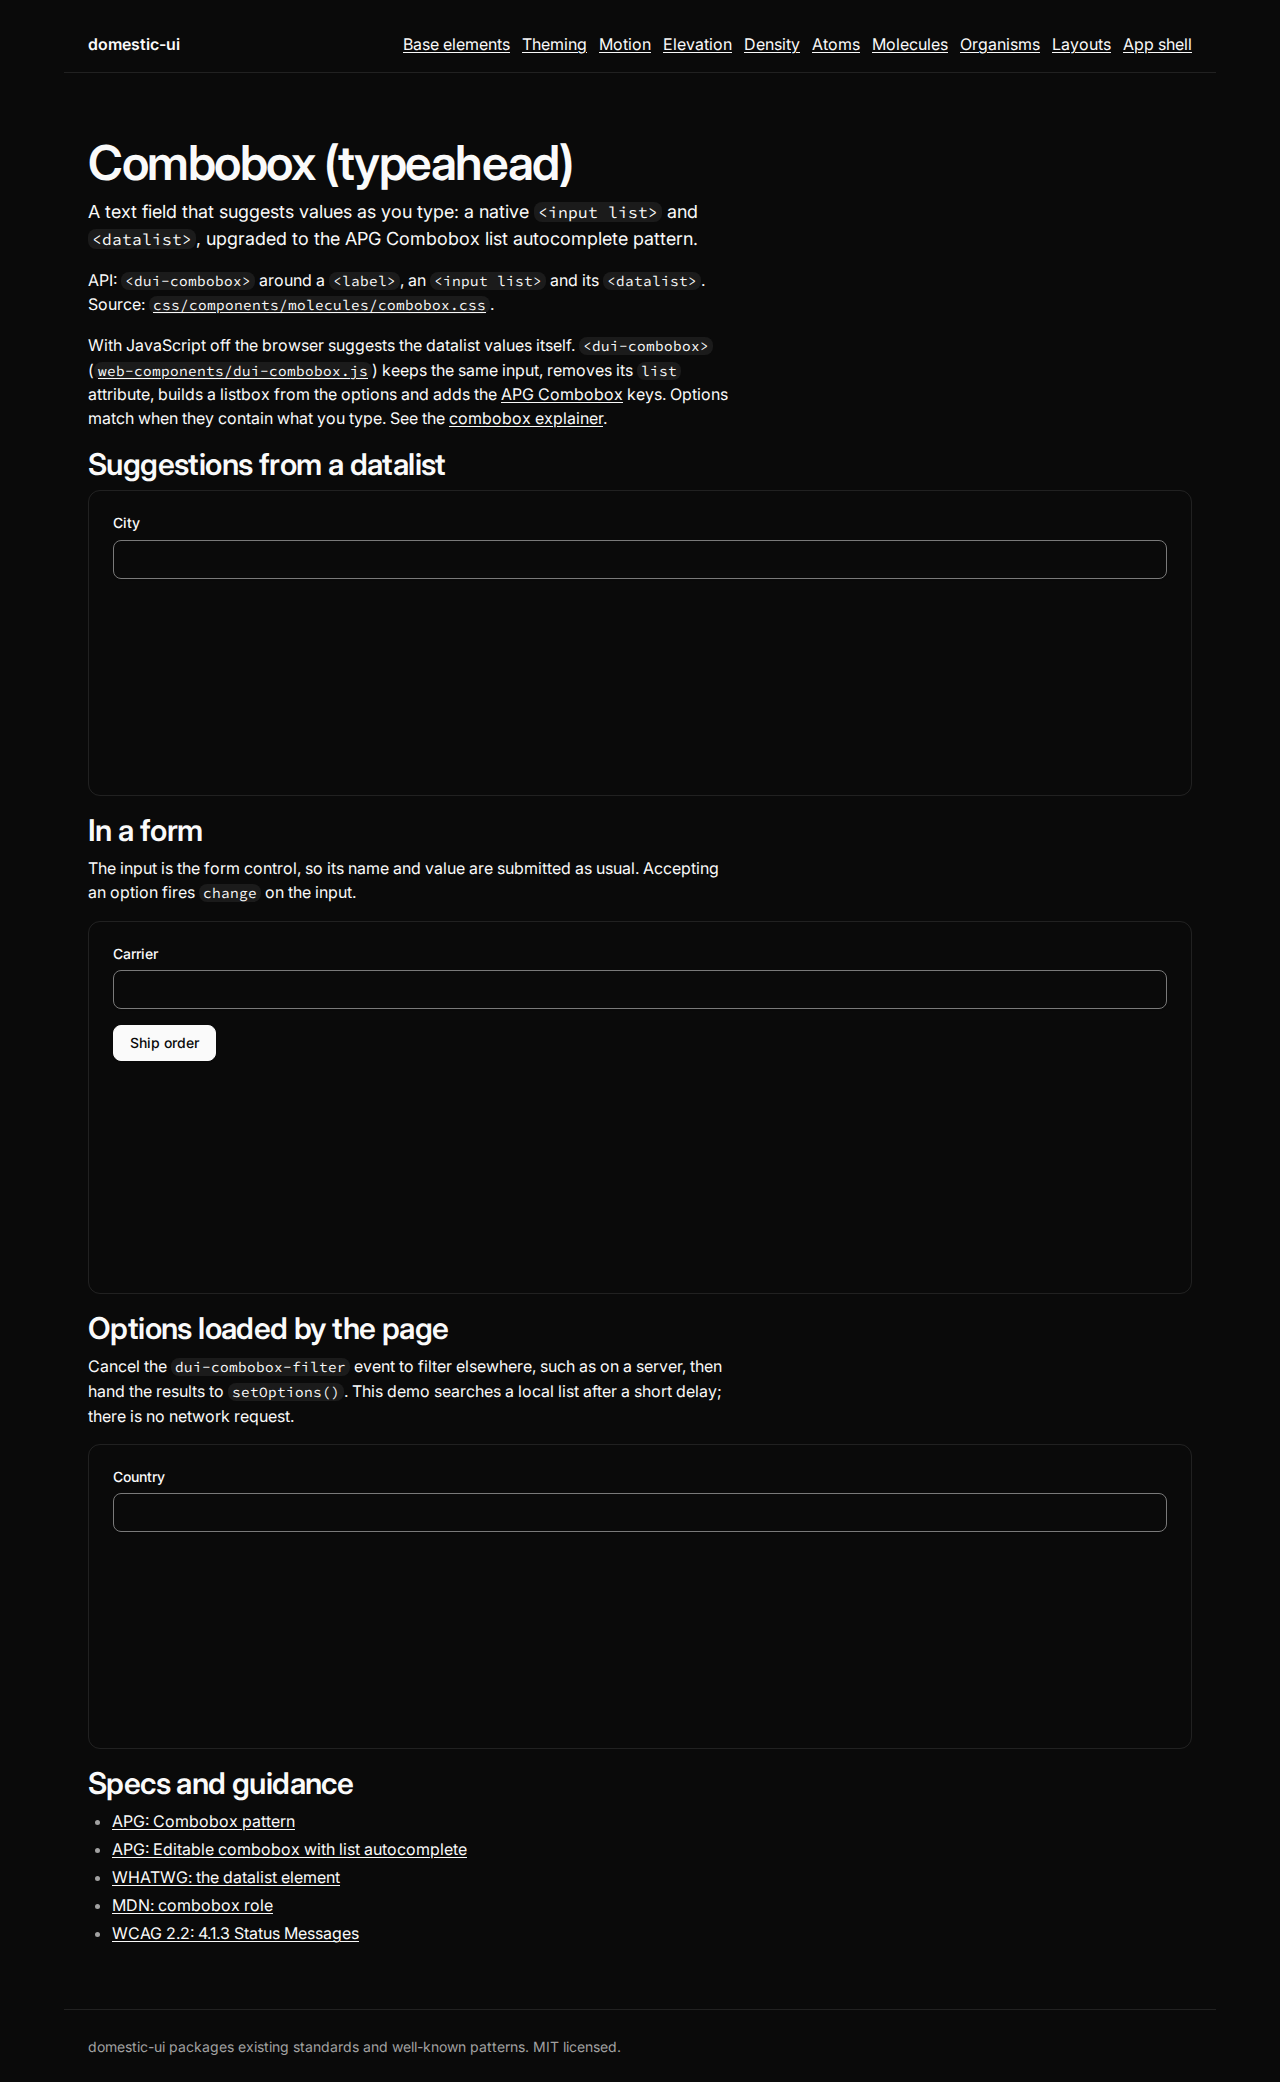 domestic-ui
Base elements Theming Motion Elevation Density Atoms Molecules Organisms Layouts App shell
Combobox (typeahead)
A text field that suggests values as you type: a native <input list> and
<datalist>, upgraded to the APG Combobox list autocomplete pattern.
API: <dui-combobox> around a <label>, an <input list> and its <datalist>.
Source: css/components/molecules/combobox.css.
With JavaScript off the browser suggests the datalist values itself. <dui-combobox>
(web-components/dui-combobox.js) keeps the same input, removes its list
attribute, builds a listbox from the options and adds the APG Combobox keys. Options
match when they contain what you type. See the combobox explainer.
Suggestions from a datalist
City
In a form
The input is the form control, so its name and value are submitted as usual. Accepting
an option fires change on the input.
Carrier
Ship order
Options loaded by the page
Cancel the dui-combobox-filter event to filter elsewhere, such as on a server, then
hand the results to setOptions(). This demo searches a local list after a short delay;
there is no network request.
Country
Specs and guidance
APG: Combobox pattern
APG: Editable combobox with list autocomplete
WHATWG: the datalist element
MDN: combobox role
WCAG 2.2: 4.1.3 Status Messages
domestic-ui packages existing standards and well-known patterns. MIT licensed.